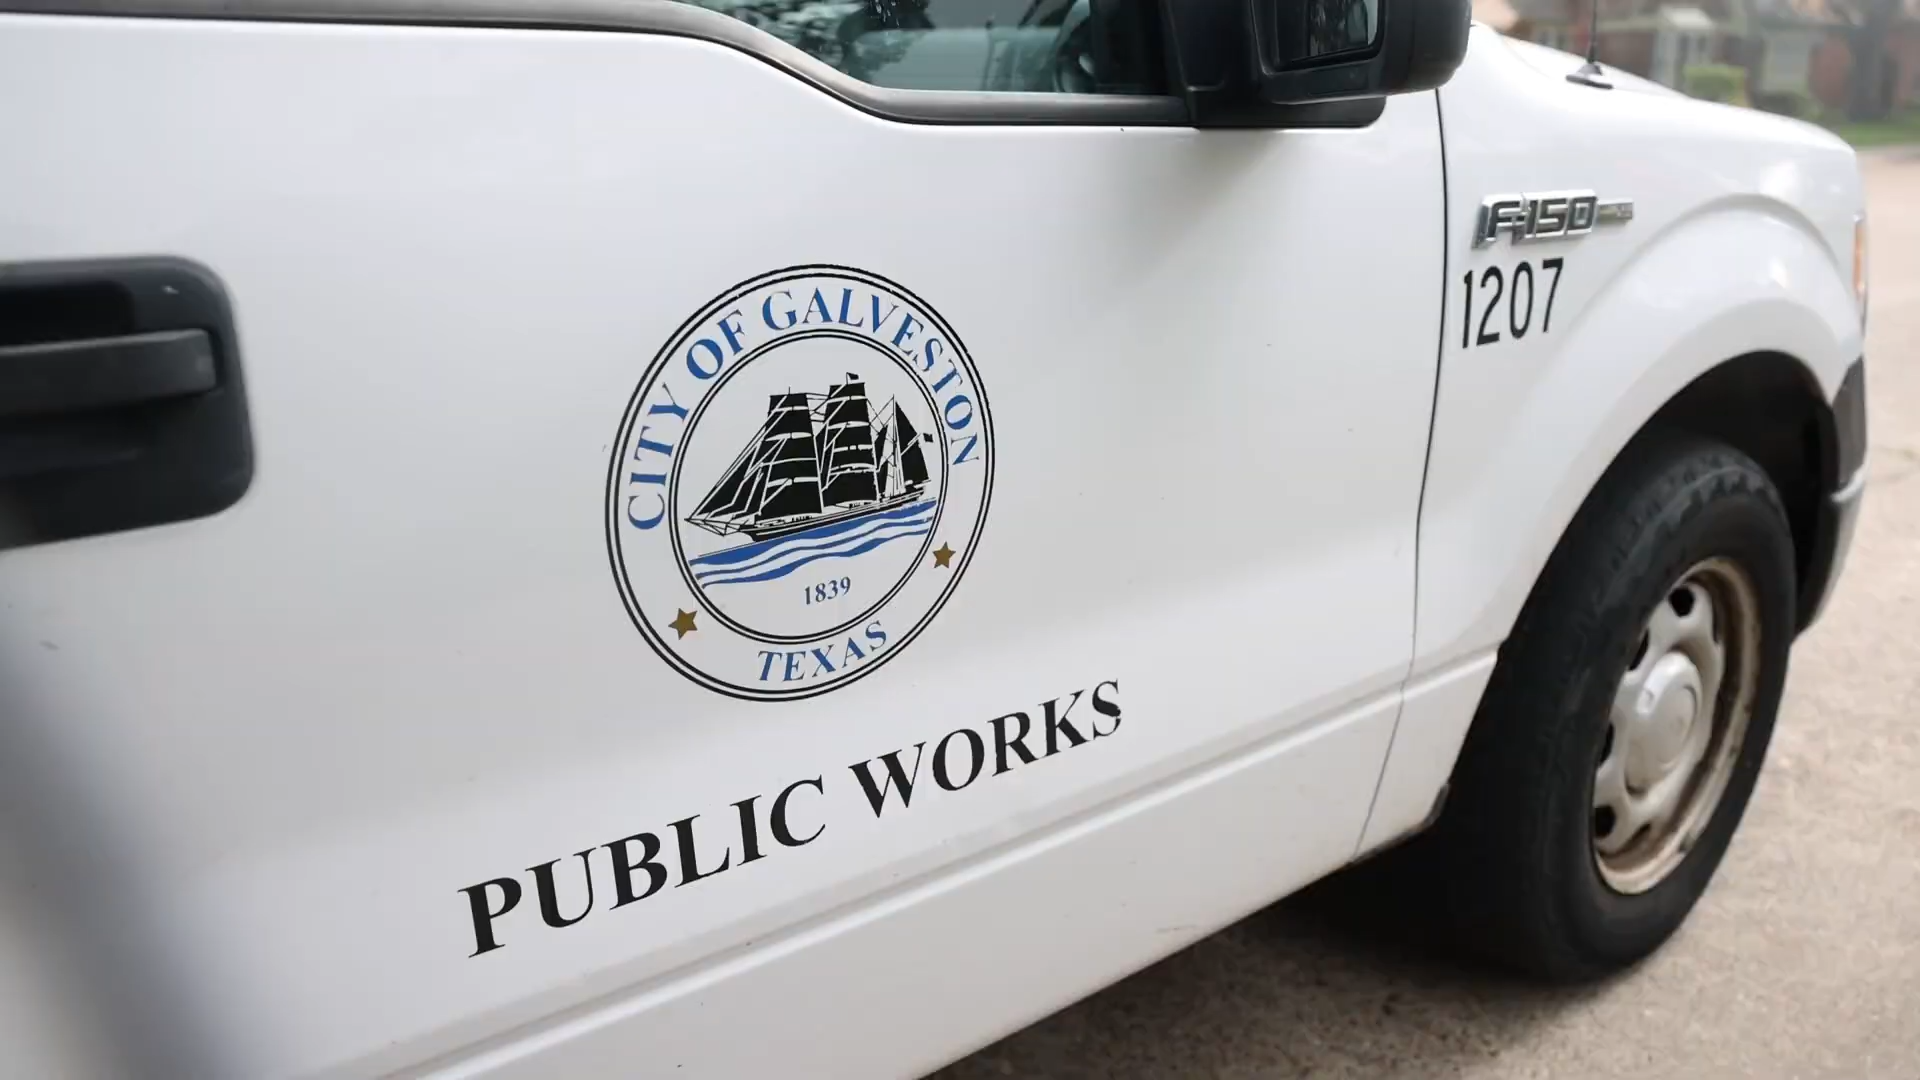 F-150
1207
CITY OF GALVESTON
1839
TEXAS
PUBLIC WORKS